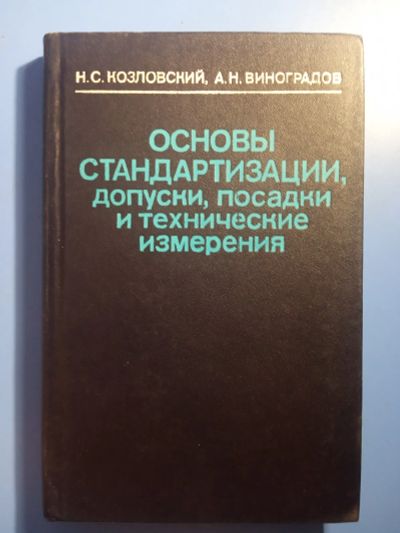 Н.С. КОЗЛОВСКИЙ, А.Н. ВИНОГРАДОВ
ОСНОВЫ
СТАНДАРТИЗАЦИИ,
ДОПУСКИ, ПОСАДКИ
И ТЕХНИЧЕСКИЕ
ИЗМЕРЕНИЯ